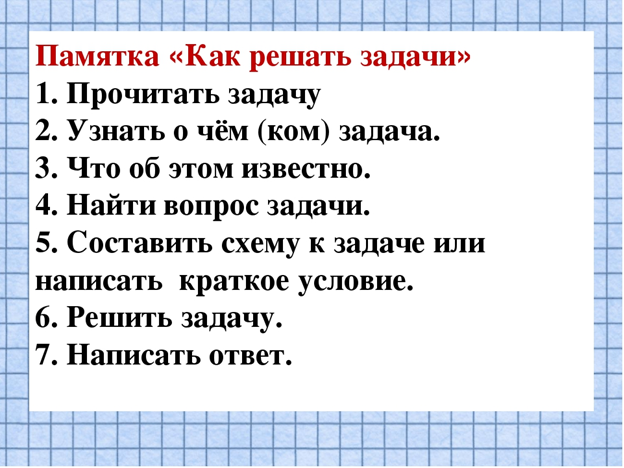 Памятка «Как решать задачи»
1. Прочитать задачу
2. Узнать о чём (ком) задача.
3. Что об этом известно.
4. Найти вопрос задачи.
5. Составить схему к задаче или
написать  краткое условие.
6. Решить задачу.
7. Написать ответ.